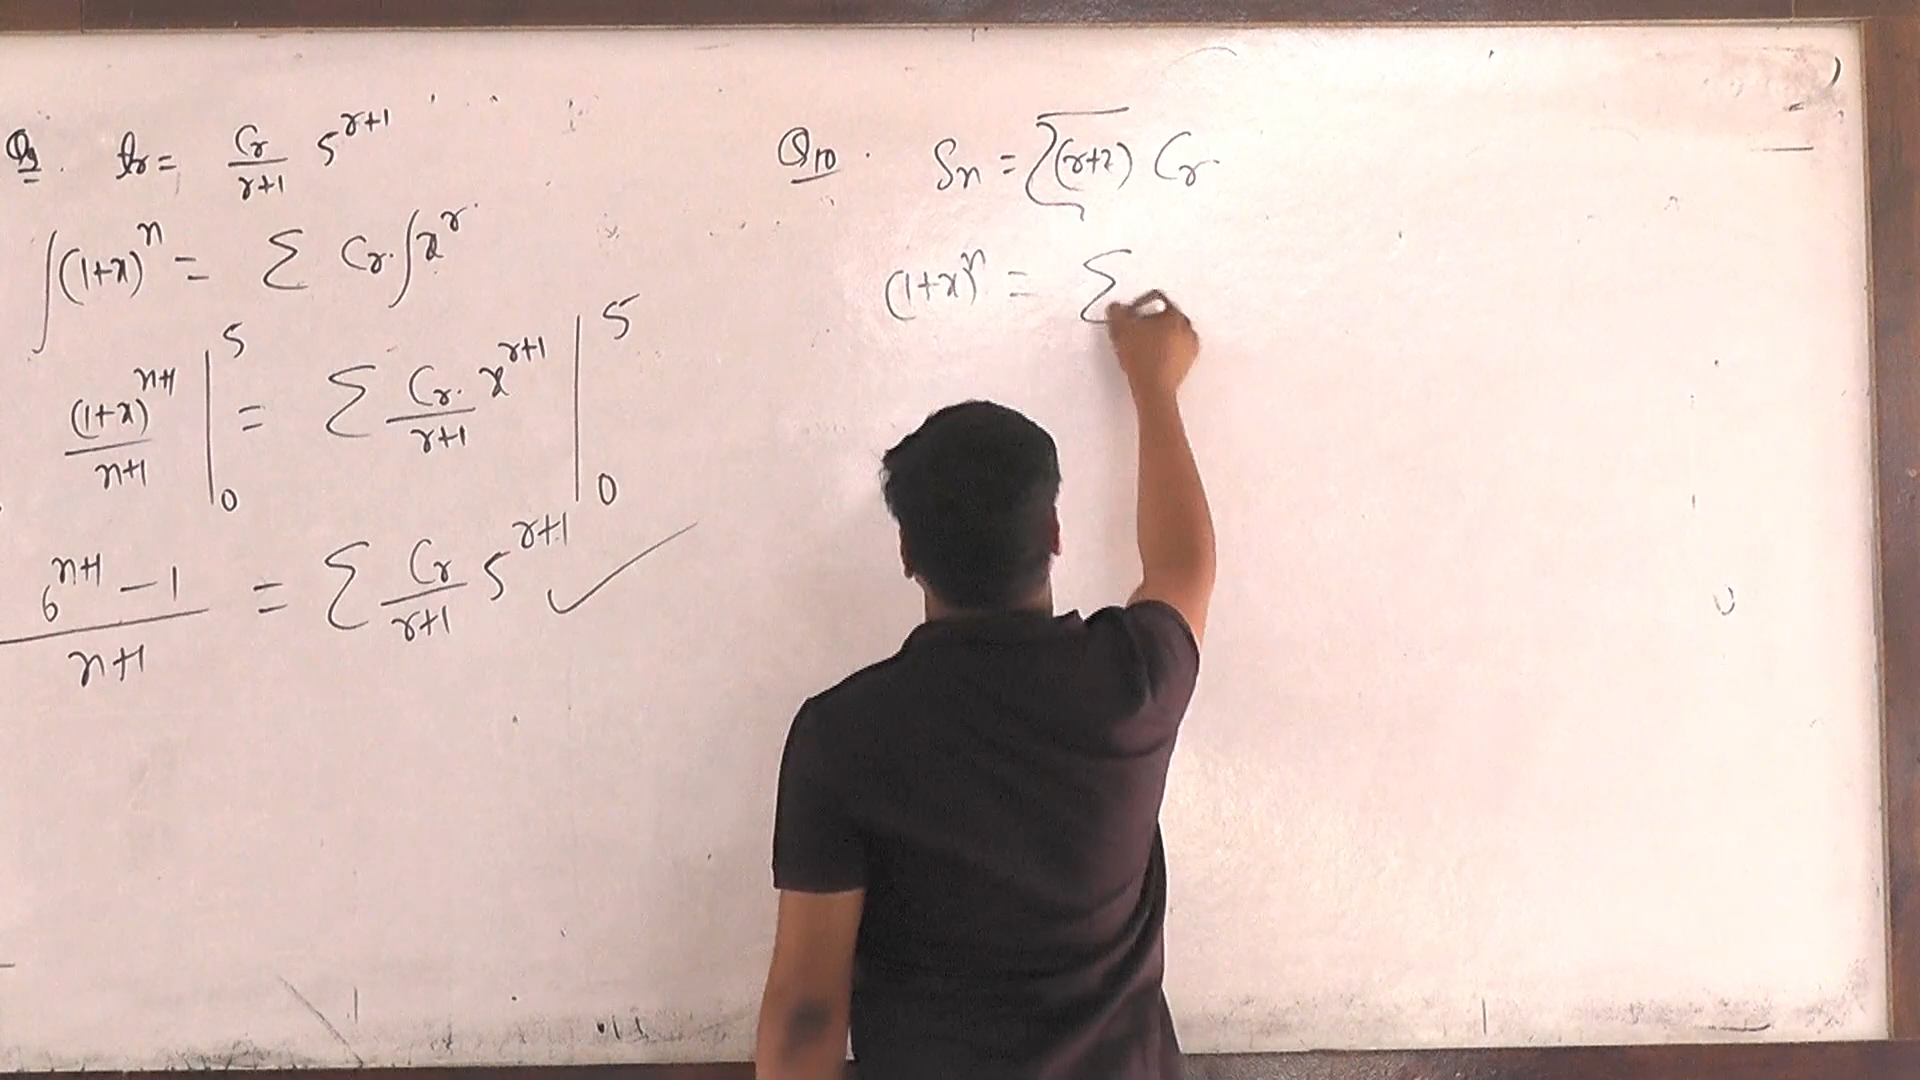 Q9. tr = Cr/r+1 5^r+1
∫(1+x)^n = Σ Cr.∫x^r
(1+x)^n+1/n+1 |_0^5 = Σ Cr.x^r+1/r+1 |_0^5
6^n+1 - 1/n+1 = Σ Cr/r+1 5^r+1 ✓
Q10. Sn = Σ(r+2) Cr
(1+x)^n = Σ